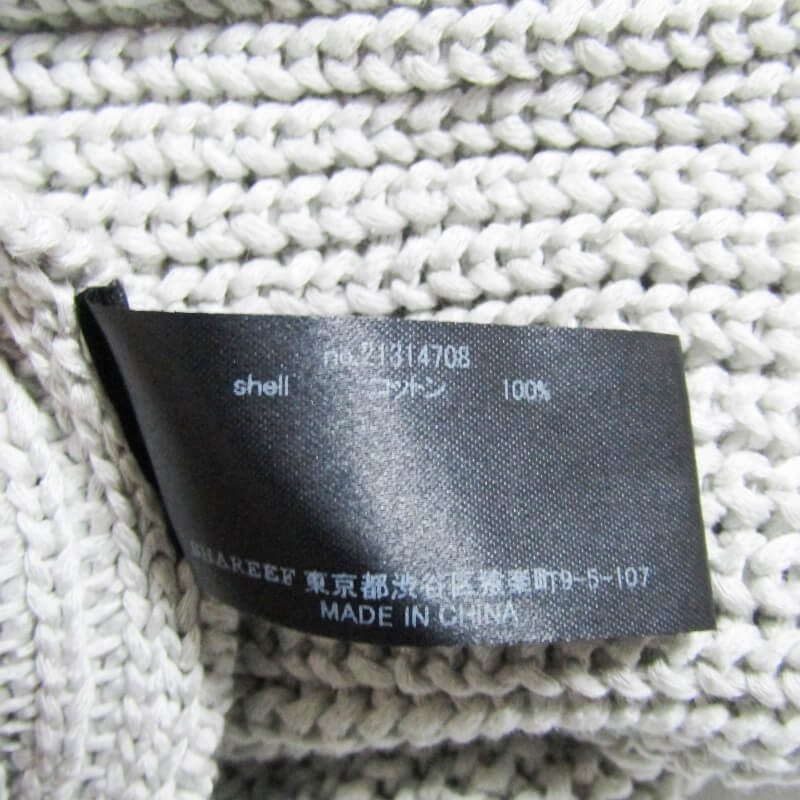 no.21314708
shell コットン 100%
SHAREEF 東京都渋谷区猿楽町9-5-107
MADE IN CHINA